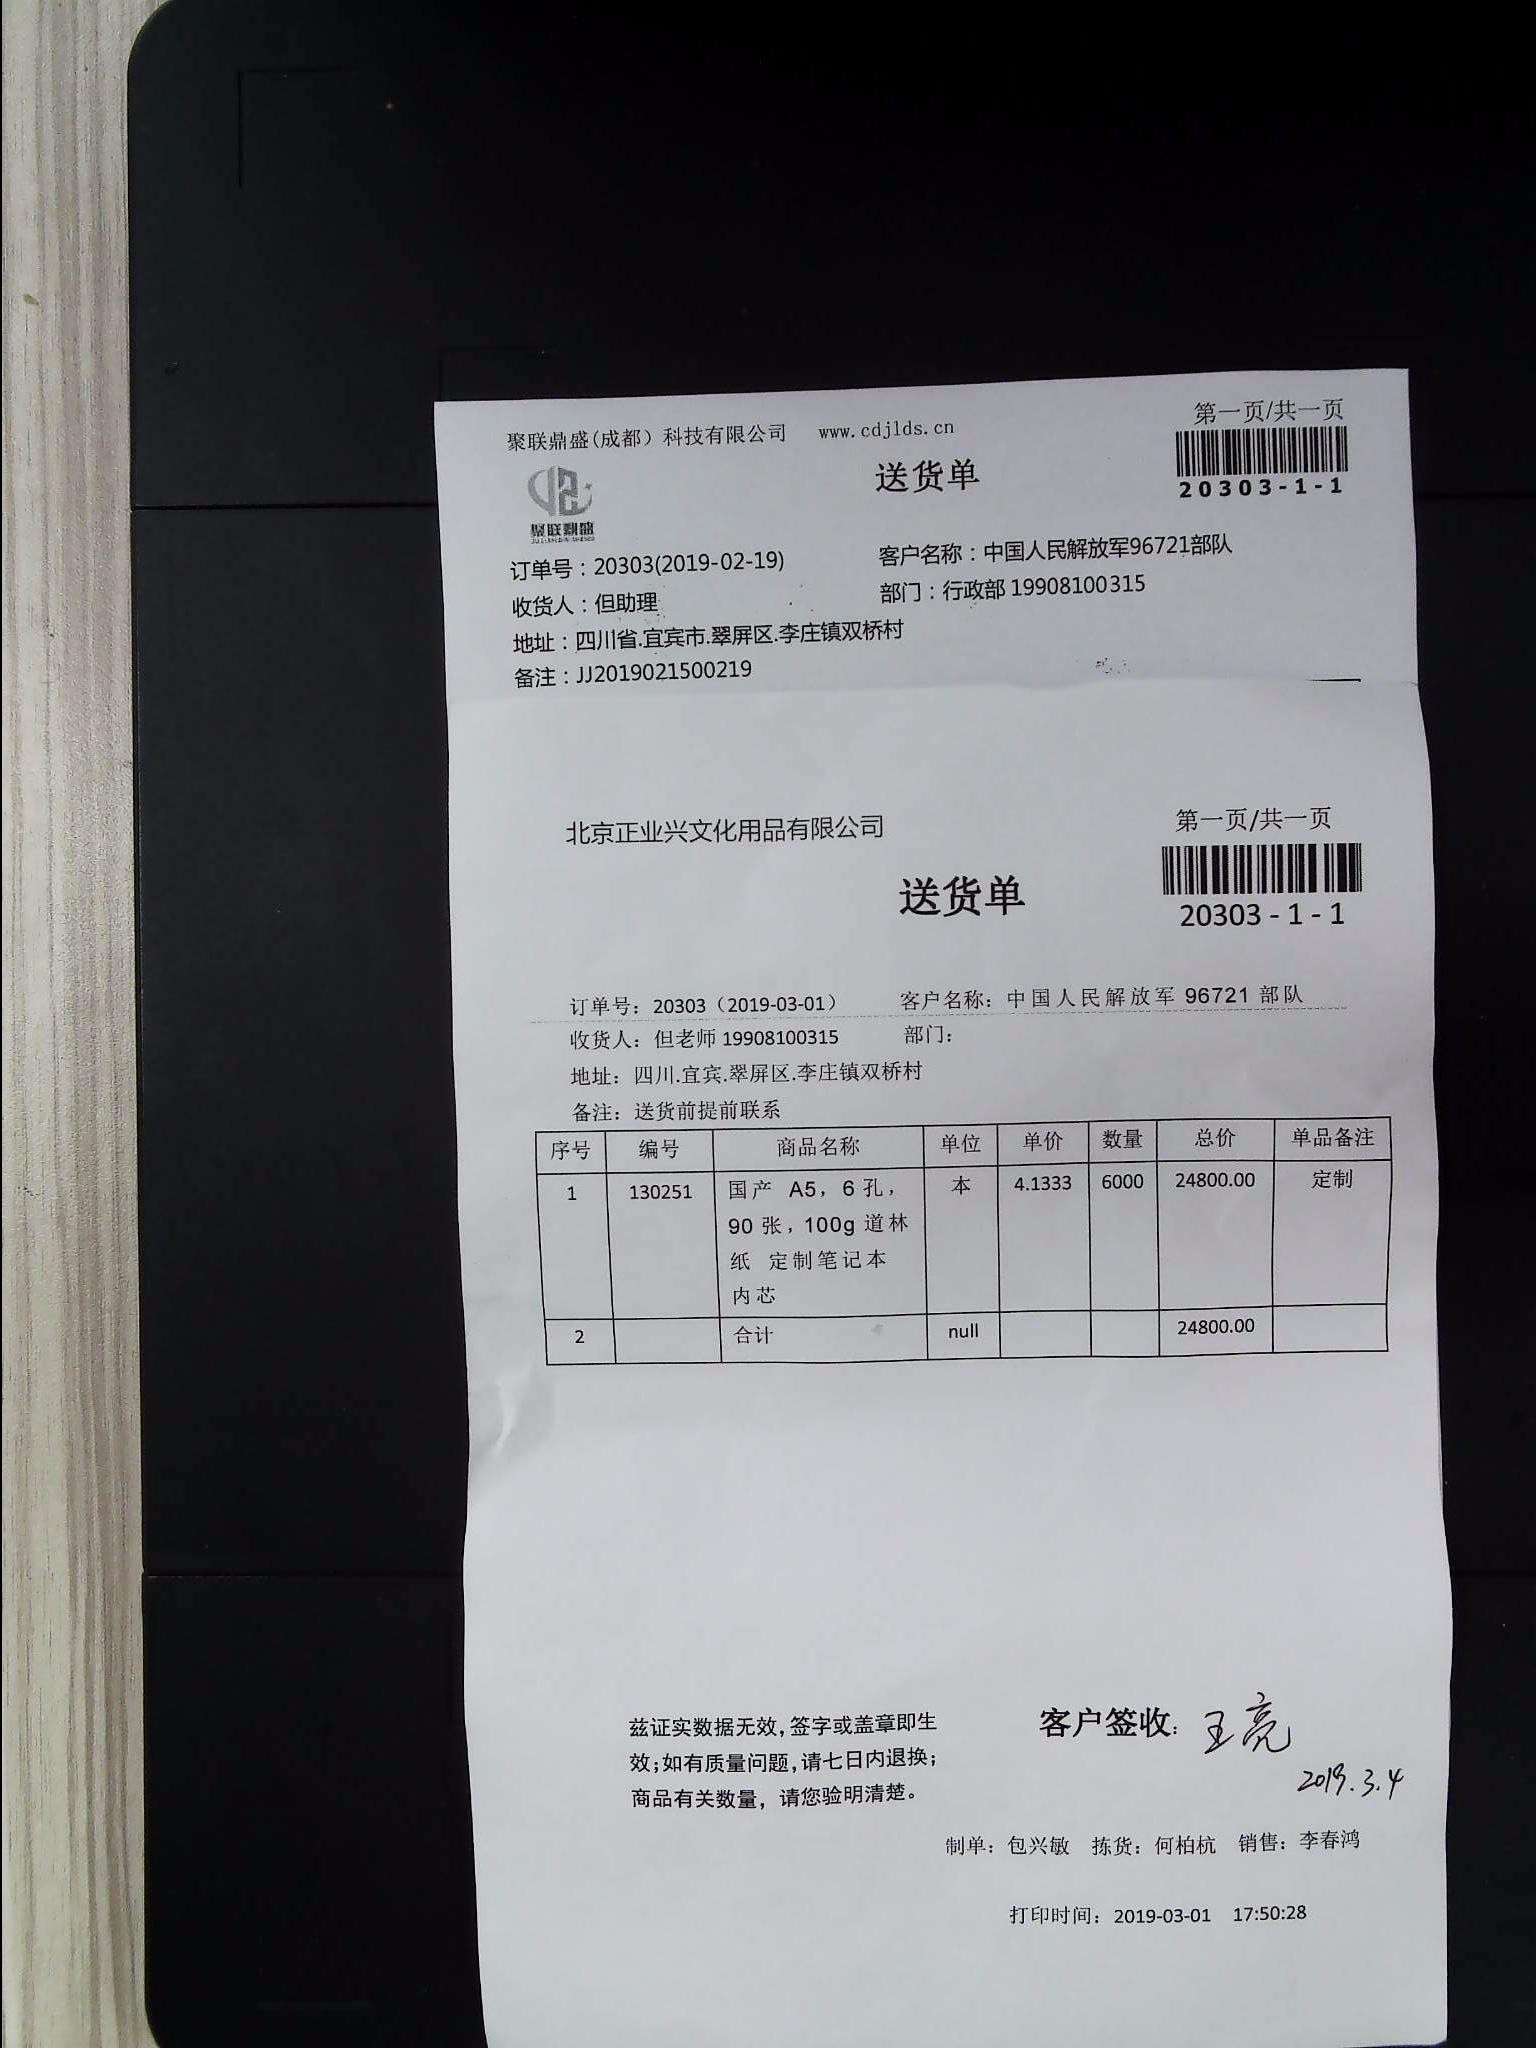 聚联鼎盛(成都）科技有限公司 www.cdjlds.cn
第一页/共一页
送货单
20303-1-1
聚联鼎盛
订单号：20303(2019-02-19) 客户名称：中国人民解放军96721部队
收货人：但助理 部门：行政部 19908100315
地址：四川省.宜宾市.翠屏区.李庄镇双桥村
备注：JJ2019021500219
北京正业兴文化用品有限公司
第一页/共一页
送货单
20303 - 1 - 1
订单号：20303（2019-03-01） 客户名称：中国人民解放军 96721 部队
收货人：但老师 19908100315 部门：
地址：四川.宜宾.翠屏区.李庄镇双桥村
备注：送货前提前联系
序号 编号 商品名称 单位 单价 数量 总价 单品备注
1 130251 国产 A5，6 孔， 本 4.1333 6000 24800.00 定制
90 张，100g 道林
纸 定制笔记本
内芯
2 合计 null 24800.00
兹证实数据无效,签字或盖章即生
效;如有质量问题,请七日内退换；
商品有关数量，请您验明清楚。
客户签收：王亮
2019.3.4
制单：包兴敏 拣货：何柏杭 销售：李春鸿
打印时间：2019-03-01 17:50:28